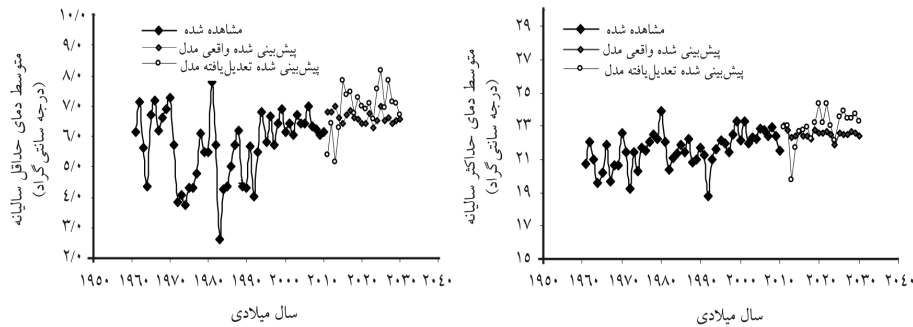 متوسط دمای حداقل سالیانه
(درجه سانتی‌گراد)
۱۰/۰
۹/۰
۸/۰
۷/۰
۶/۰
۵/۰
۴/۰
۳/۰
۲/۰
مشاهده شده
پیش‌بینی شده واقعی مدل
پیش‌بینی شده تعدیل‌یافته مدل
۱۹۵۰ ۱۹۶۰ ۱۹۷۰ ۱۹۸۰ ۱۹۹۰ ۲۰۰۰ ۲۰۱۰ ۲۰۲۰ ۲۰۳۰ ۲۰۴۰
سال میلادی
متوسط دمای حداکثر سالیانه
(درجه سانتی‌گراد)
۲۹
۲۷
۲۵
۲۳
۲۱
۱۹
۱۷
۱۵
مشاهده شده
پیش‌بینی شده واقعی مدل
پیش‌بینی شده تعدیل‌یافته مدل
۱۹۵۰ ۱۹۶۰ ۱۹۷۰ ۱۹۸۰ ۱۹۹۰ ۲۰۰۰ ۲۰۱۰ ۲۰۲۰ ۲۰۳۰ ۲۰۴۰
سال میلادی